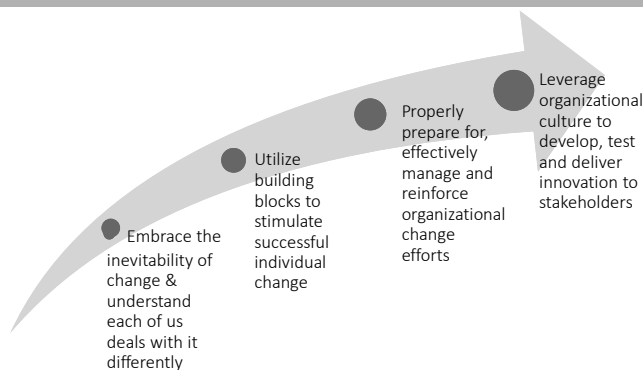 Embrace the
inevitability of
change &
understand
each of us
deals with it
differently
Utilize
building
blocks to
stimulate
successful
individual
change
Properly
prepare for,
effectively
manage and
reinforce
organizational
change
efforts
Leverage
organizational
culture to
develop, test
and deliver
innovation to
stakeholders